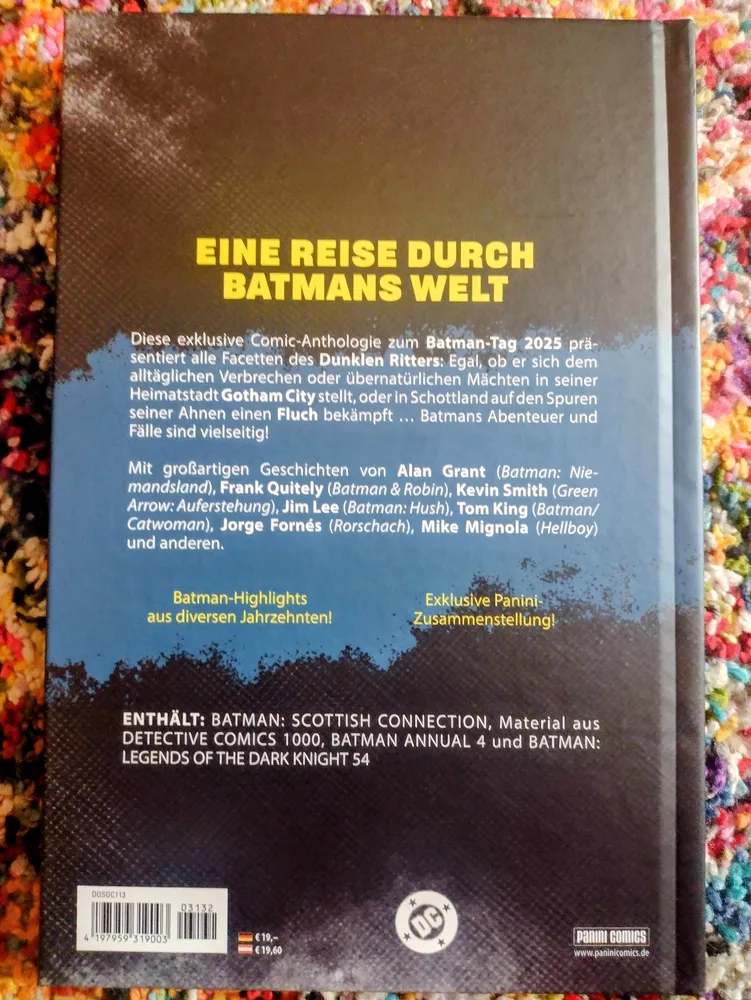 EINE REISE DURCH
BATMANS WELT
Diese exklusive Comic-Anthologie zum Batman-Tag 2025 prä-
sentiert alle Facetten des Dunklen Ritters: Egal, ob er sich dem
alltäglichen Verbrechen oder übernatürlichen Mächten in seiner
Heimatstadt Gotham City stellt, oder in Schottland auf den Spuren
seiner Ahnen einen Fluch bekämpft ... Batmans Abenteuer und
Fälle sind vielseitig!
Mit großartigen Geschichten von Alan Grant (Batman: Nie-
mandsland), Frank Quitely (Batman & Robin), Kevin Smith (Green
Arrow: Auferstehung), Jim Lee (Batman: Hush), Tom King (Batman/
Catwoman), Jorge Fornés (Rorschach), Mike Mignola (Hellboy)
und anderen.
Batman-Highlights
aus diversen Jahrzehnten!
Exklusive Panini-
Zusammenstellung!
ENTHÄLT: BATMAN: SCOTTISH CONNECTION, Material aus
DETECTIVE COMICS 1000, BATMAN ANNUAL 4 und BATMAN:
LEGENDS OF THE DARK KNIGHT 54
DGSDC113
03132
4 197959 319003
€ 19,–
€ 19,60
DC
PANINI COMICS
www.paninicomics.de